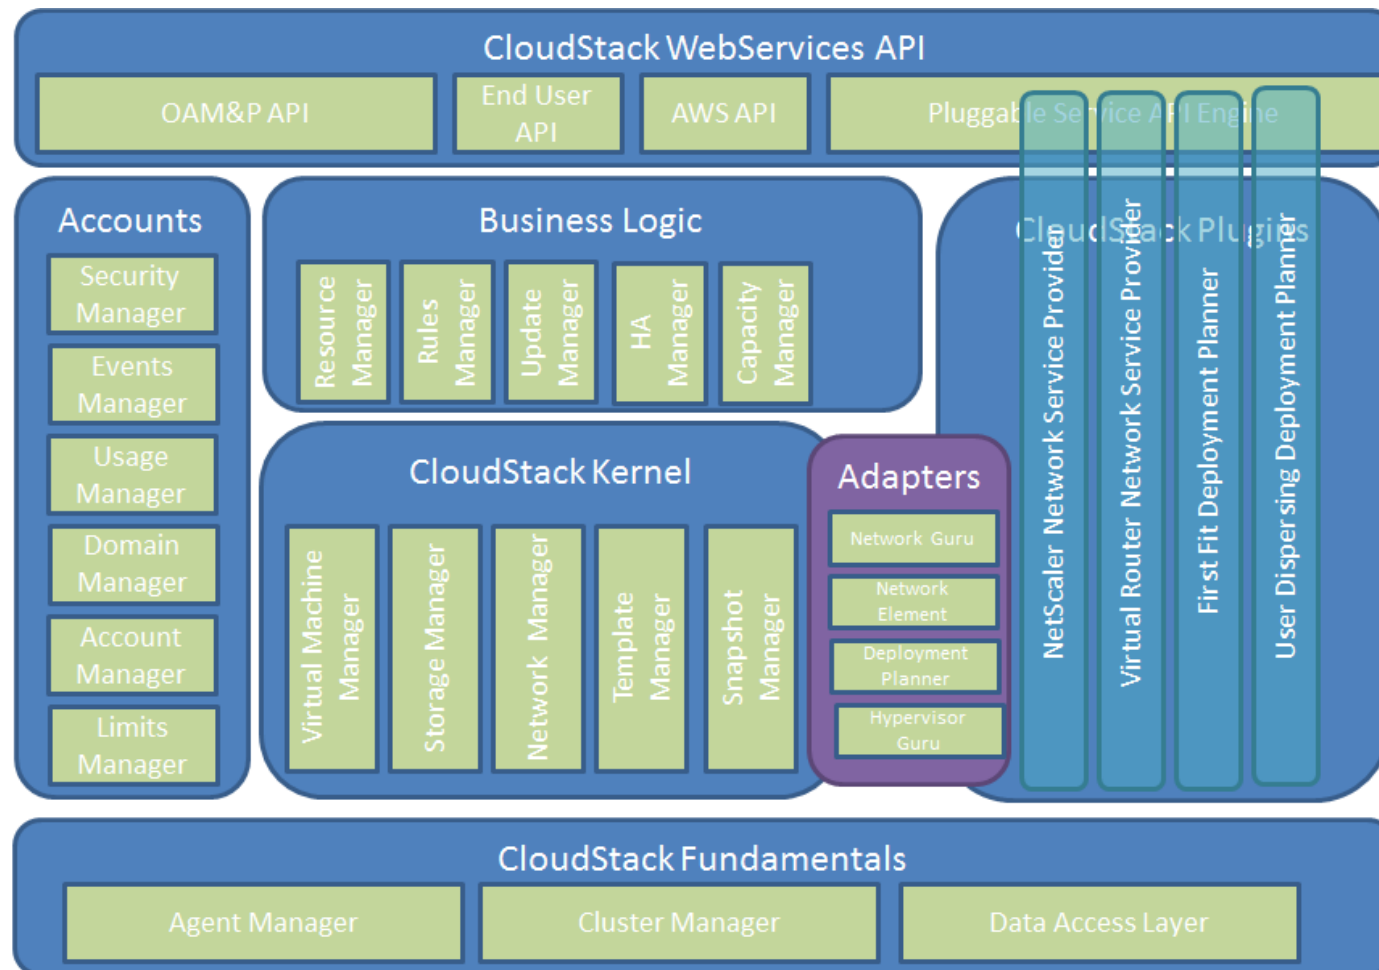 CloudStack WebServices API
OAM&P API
End User
API
AWS API
Pluggable Service API Engine
Accounts
Security
Manager
Events
Manager
Usage
Manager
Domain
Manager
Account
Manager
Limits
Manager
Business Logic
Resource
Manager
Rules
Manager
Update
Manager
HA
Manager
Capacity
Manager
CloudStack Kernel
Virtual Machine
Manager
Storage Manager
Network Manager
Template
Manager
Snapshot
Manager
Adapters
Network Guru
Network
Element
Deployment
Planner
Hypervisor
Guru
CloudStack Plugins
NetScaler Network Service Provider
Virtual Router Network Service Provider
First Fit Deployment Planner
User Dispersing Deployment Planner
CloudStack Fundamentals
Agent Manager
Cluster Manager
Data Access Layer